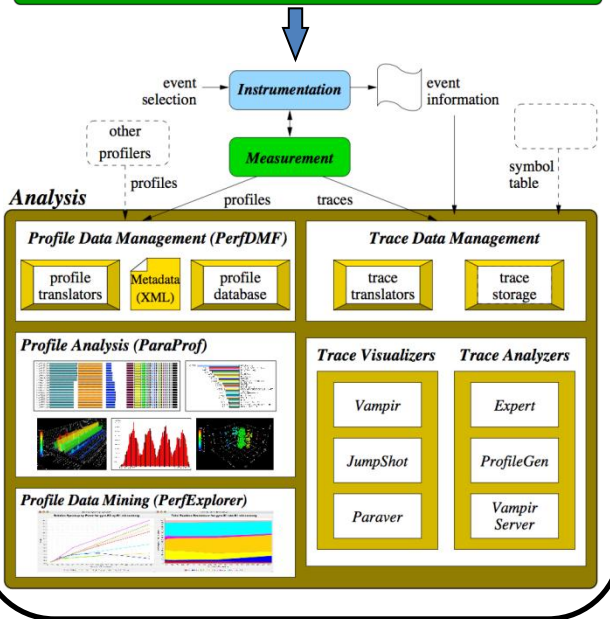 event
selection
Instrumentation
event
information
other
profilers
Measurement
symbol
table
profiles
profiles
traces
Analysis
Profile Data Management (PerfDMF)
profile
translators
Metadata
(XML)
profile
database
Trace Data Management
trace
translators
trace
storage
Profile Analysis (ParaProf)
Trace Visualizers
Vampir
JumpShot
Paraver
Trace Analyzers
Expert
ProfileGen
Vampir
Server
Profile Data Mining (PerfExplorer)